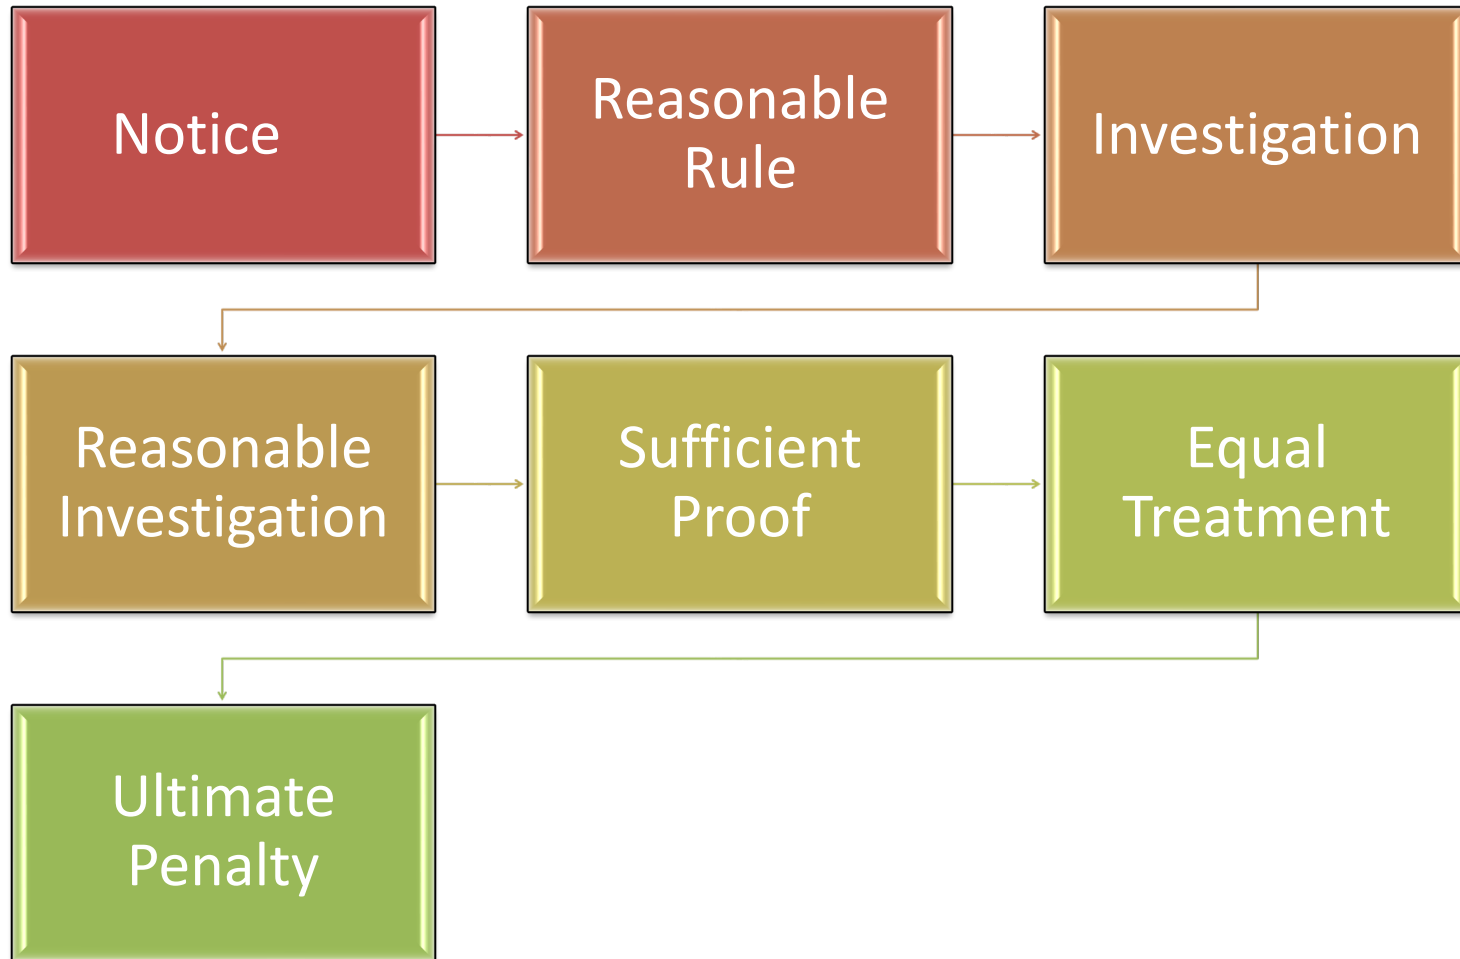 Notice
Reasonable
Rule
Investigation
Reasonable
Investigation
Sufficient
Proof
Equal
Treatment
Ultimate
Penalty